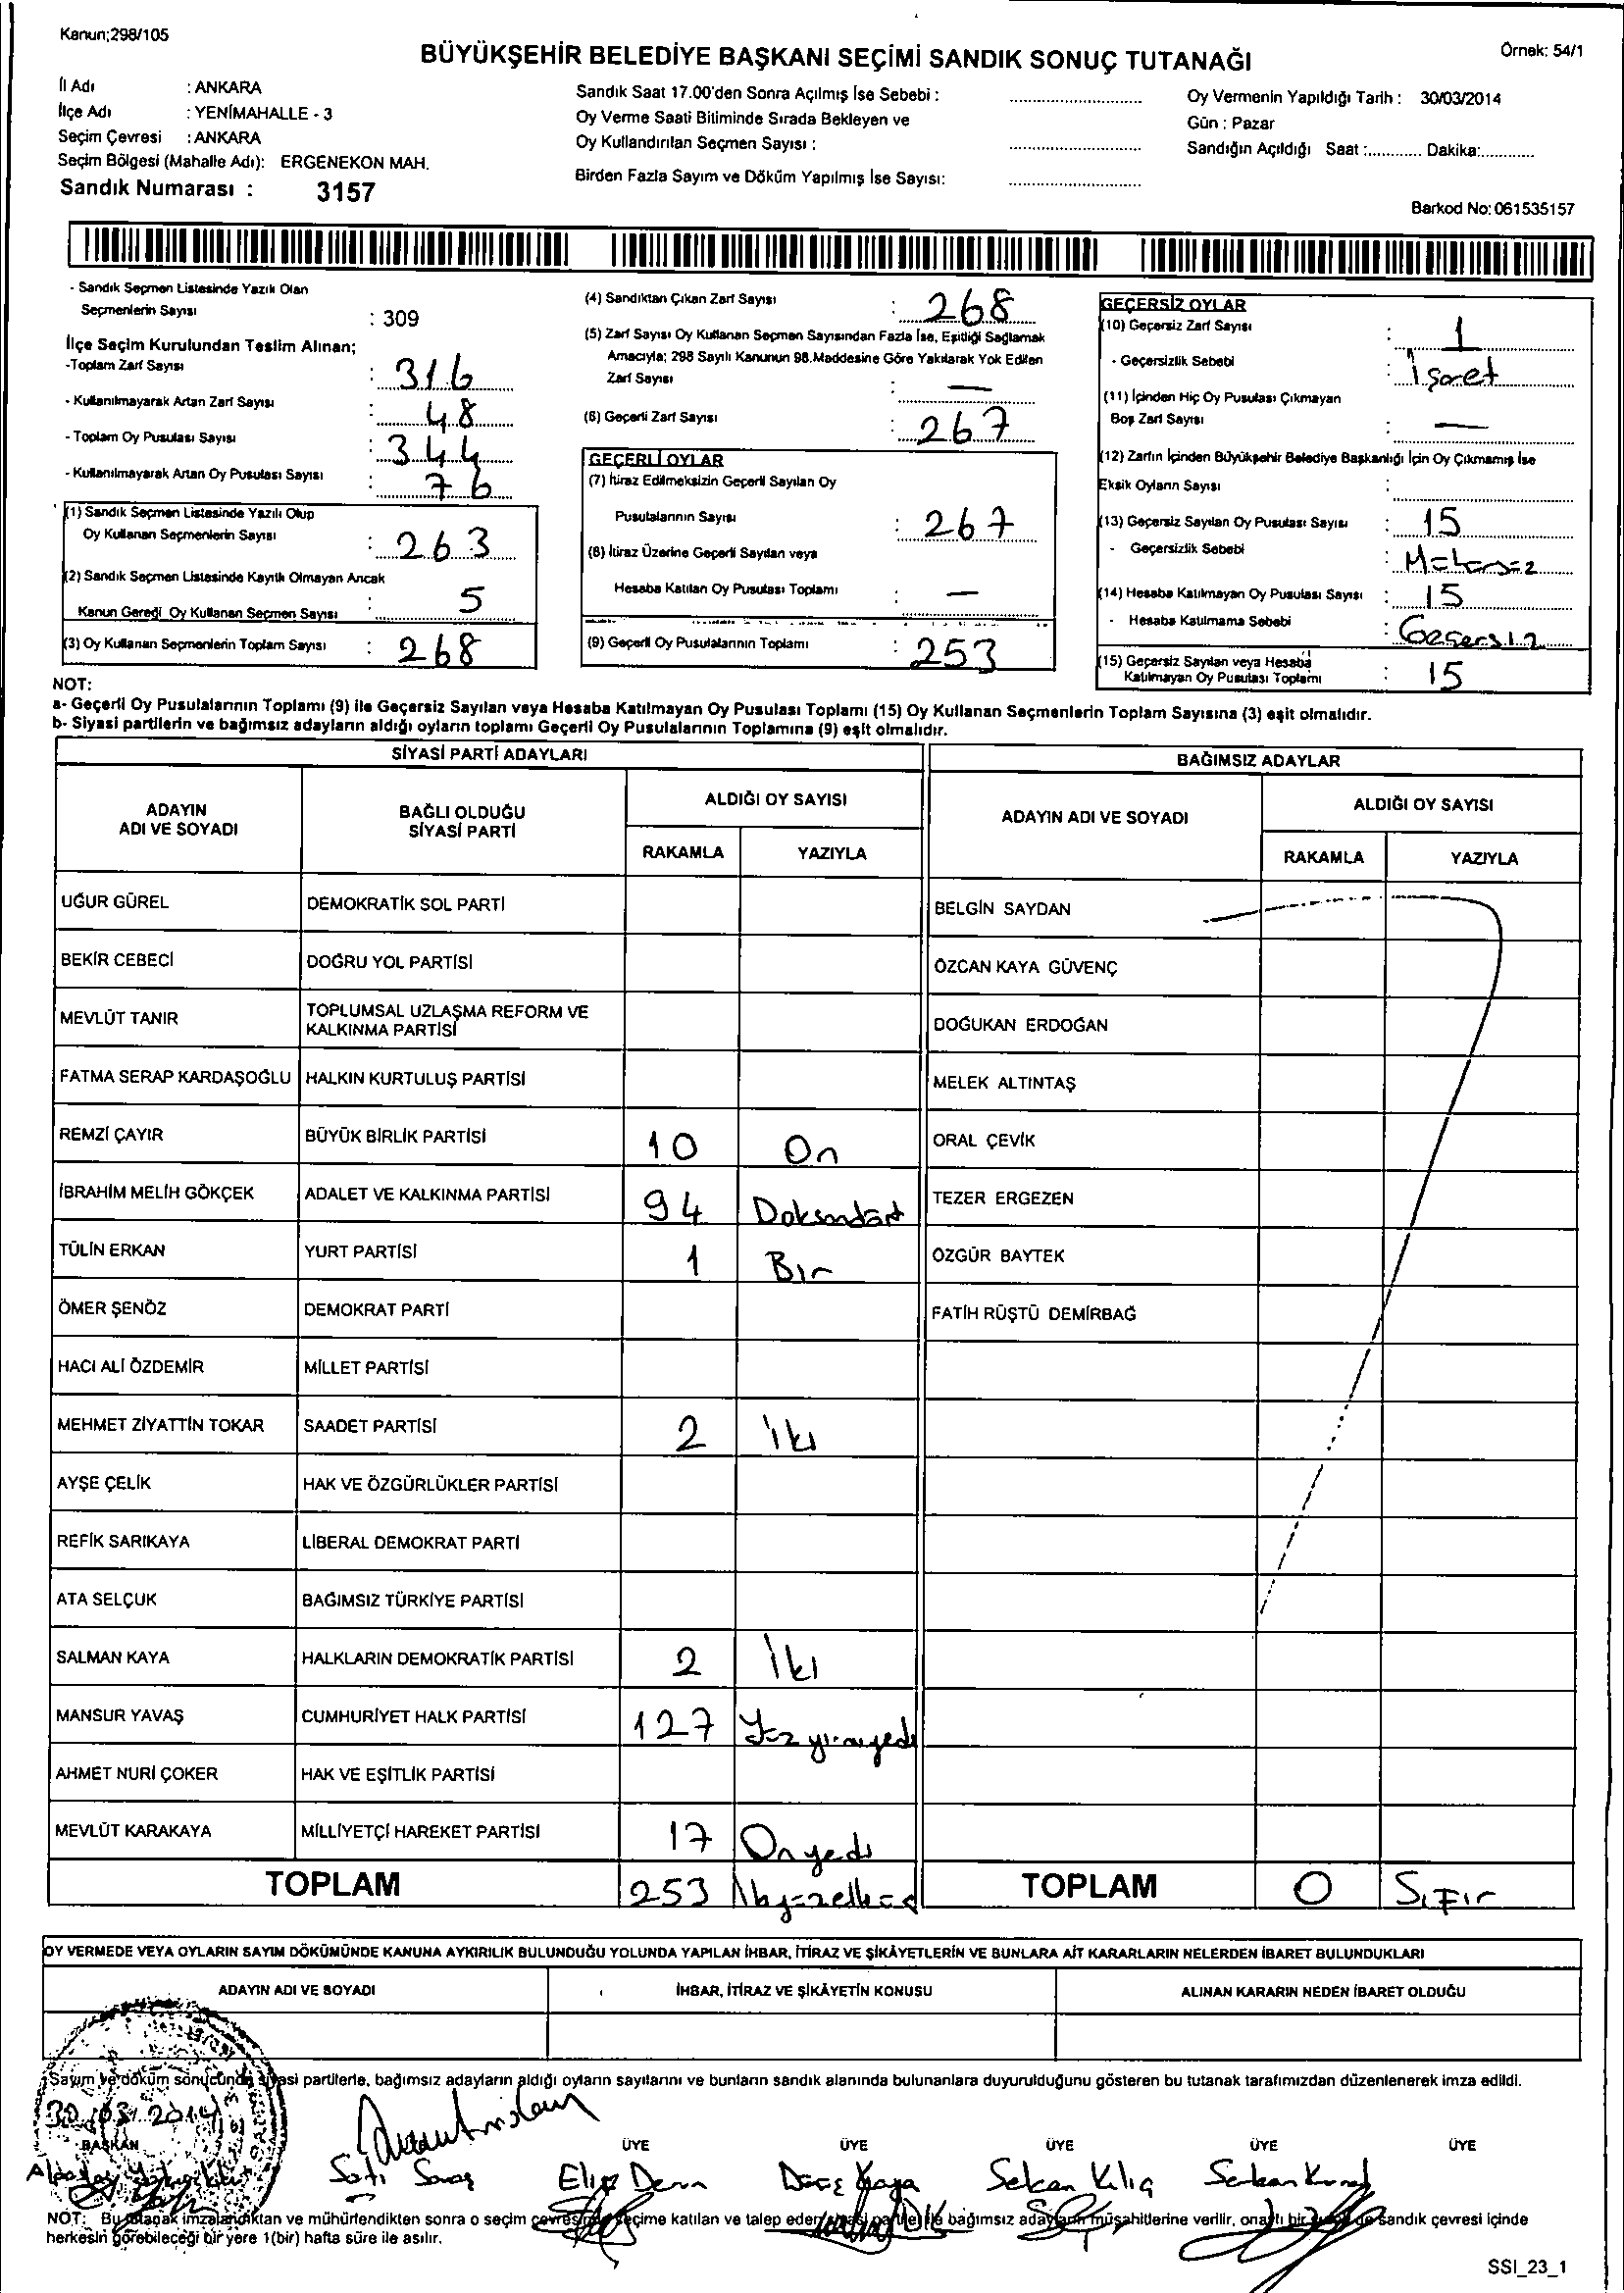 Kanun;298/105
BÜYÜKŞEHİR BELEDİYE BAŞKANI SEÇİMİ SANDIK SONUÇ TUTANAĞI
Örnek: 54/1
İl Adı : ANKARA
İlçe Adı : YENİMAHALLE - 3
Seçim Çevresi : ANKARA
Seçim Bölgesi (Mahalle Adı): ERGENEKON MAH.
Sandık Numarası : 3157
Sandık Saat 17.00'den Sonra Açılmış İse Sebebi :
Oy Verme Saati Bitiminde Sırada Bekleyen ve
Oy Kullandırılan Seçmen Sayısı :
Birden Fazla Sayım ve Döküm Yapılmış İse Sayısı:
Oy Vermenin Yapıldığı Tarih : 30/03/2014
Gün : Pazar
Sandığın Açıldığı Saat :............ Dakika:............
Barkod No: 061535157
- Sandık Seçmen Listesinde Yazılı Olan
Seçmenlerin Sayısı : 309
İlçe Seçim Kurulundan Teslim Alınan;
-Toplam Zarf Sayısı : 316
- Kullanılmayarak Artan Zarf Sayısı : 48
- Toplam Oy Pusulası Sayısı : 344
- Kullanılmayarak Artan Oy Pusulası Sayısı : 76
(1) Sandık Seçmen Listesinde Yazılı Olup
Oy Kullanan Seçmenlerin Sayısı : 263
(2) Sandık Seçmen Listesinde Kayıtlı Olmayan Ancak
Kanun Gereği Oy Kullanan Seçmen Sayısı : 5
(3) Oy Kullanan Seçmenlerin Toplam Sayısı : 268
(4) Sandıktan Çıkan Zarf Sayısı : 268
(5) Zarf Sayısı Oy Kullanan Seçmen Sayısından Fazla İse, Eşitliği Sağlamak
Amacıyla; 298 Sayılı Kanunun 98.Maddesine Göre Yakılarak Yok Edilen
Zarf Sayısı : —
(6) Geçerli Zarf Sayısı : 267
GEÇERLİ OYLAR
(7) İtiraz Edilmeksizin Geçerli Sayılan Oy
Pusulalarının Sayısı : 267
(8) İtiraz Üzerine Geçerli Sayılan veya
Hesaba Katılan Oy Pusulası Toplamı : —
(9) Geçerli Oy Pusulalarının Toplamı : 253
GEÇERSİZ OYLAR
(10) Geçersiz Zarf Sayısı : 1
- Geçersizlik Sebebi : İşaret
(11) İçinden Hiç Oy Pusulası Çıkmayan
Boş Zarf Sayısı : —
(12) Zarfın İçinden Büyükşehir Belediye Başkanlığı İçin Oy Çıkmamış İse
Eksik Oyların Sayısı :
(13) Geçersiz Sayılan Oy Pusulası Sayısı : 15
- Geçersizlik Sebebi : Mühürsüz
(14) Hesaba Katılmayan Oy Pusulası Sayısı : 15
- Hesaba Katılmama Sebebi : Geçersiz
(15) Geçersiz Sayılan veya Hesaba
Katılmayan Oy Pusulası Toplamı : 15
NOT:
a- Geçerli Oy Pusulalarının Toplamı (9) ile Geçersiz Sayılan veya Hesaba Katılmayan Oy Pusulası Toplamı (15) Oy Kullanan Seçmenlerin Toplam Sayısına (3) eşit olmalıdır.
b- Siyasi partilerin ve bağımsız adayların aldığı oyların toplamı Geçerli Oy Pusulalarının Toplamına (9) eşit olmalıdır.
SİYASİ PARTİ ADAYLARI
ADAYIN ADI VE SOYADI
BAĞLI OLDUĞU SİYASİ PARTİ
ALDIĞI OY SAYISI
RAKAMLA YAZIYLA
UĞUR GÜREL DEMOKRATİK SOL PARTİ
BEKİR CEBECİ DOĞRU YOL PARTİSİ
MEVLÜT TANIR TOPLUMSAL UZLAŞMA REFORM VE KALKINMA PARTİSİ
FATMA SERAP KARDAŞOĞLU HALKIN KURTULUŞ PARTİSİ
REMZİ ÇAYIR BÜYÜK BİRLİK PARTİSİ 10 On
İBRAHİM MELİH GÖKÇEK ADALET VE KALKINMA PARTİSİ 94 Doksandört
TÜLİN ERKAN YURT PARTİSİ 1 Bir
ÖMER ŞENÖZ DEMOKRAT PARTİ
HACI ALİ ÖZDEMİR MİLLET PARTİSİ
MEHMET ZİYATTİN TOKAR SAADET PARTİSİ 2 İki
AYŞE ÇELİK HAK VE ÖZGÜRLÜKLER PARTİSİ
REFİK SARIKAYA LİBERAL DEMOKRAT PARTİ
ATA SELÇUK BAĞIMSIZ TÜRKİYE PARTİSİ
SALMAN KAYA HALKLARIN DEMOKRATİK PARTİSİ 2 İki
MANSUR YAVAŞ CUMHURİYET HALK PARTİSİ 127 Yüz yirmiyedi
AHMET NURİ ÇOKER HAK VE EŞİTLİK PARTİSİ
MEVLÜT KARAKAYA MİLLİYETÇİ HAREKET PARTİSİ 17 Onyedi
TOPLAM 253 İkiyüzelliüç
BAĞIMSIZ ADAYLAR
ADAYIN ADI VE SOYADI
ALDIĞI OY SAYISI
RAKAMLA YAZIYLA
BELGİN SAYDAN
ÖZCAN KAYA GÜVENÇ
DOĞUKAN ERDOĞAN
MELEK ALTINTAŞ
ORAL ÇEVİK
TEZER ERGEZEN
ÖZGÜR BAYTEK
FATİH RÜŞTÜ DEMİRBAĞ
TOPLAM 0 Sıfır
OY VERMEDE VEYA OYLARIN SAYIM DÖKÜMÜNDE KANUNA AYKIRILIK BULUNDUĞU YOLUNDA YAPILAN İHBAR, İTİRAZ VE ŞİKÂYETLERİN VE BUNLARA AİT KARARLARIN NELERDEN İBARET BULUNDUKLARI
ADAYIN ADI VE SOYADI
İHBAR, İTİRAZ VE ŞİKÂYETİN KONUSU
ALINAN KARARIN NEDEN İBARET OLDUĞU
Sayım ve döküm sonucunda siyasi partilerle, bağımsız adayların aldığı oyların sayılarını ve bunların sandık alanında bulunanlara duyurulduğunu gösteren bu tutanak tarafımızdan düzenlenerek imza edildi.
30/03/2014
BAŞKAN ÜYE ÜYE ÜYE ÜYE ÜYE
Satı Savaş Elif Derin Kaya Sekan Kılıç Serkan
NOT: Bu tutanak imzalandıktan ve mühürlendikten sonra o seçim çevresinde seçime katılan ve talep eden siyasi partiler ile bağımsız adayların müşahitlerine verilir, onaylı bir sureti de sandık çevresi içinde
herkesin görebileceği bir yere 1(bir) hafta süre ile asılır.
SSI_23_1